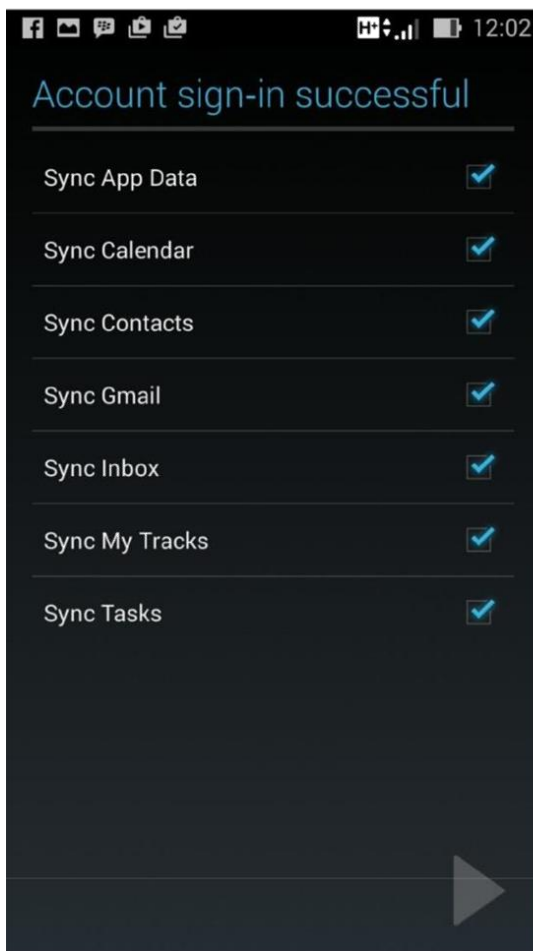 H+ 12:02
Account sign-in successful
Sync App Data
Sync Calendar
Sync Contacts
Sync Gmail
Sync Inbox
Sync My Tracks
Sync Tasks